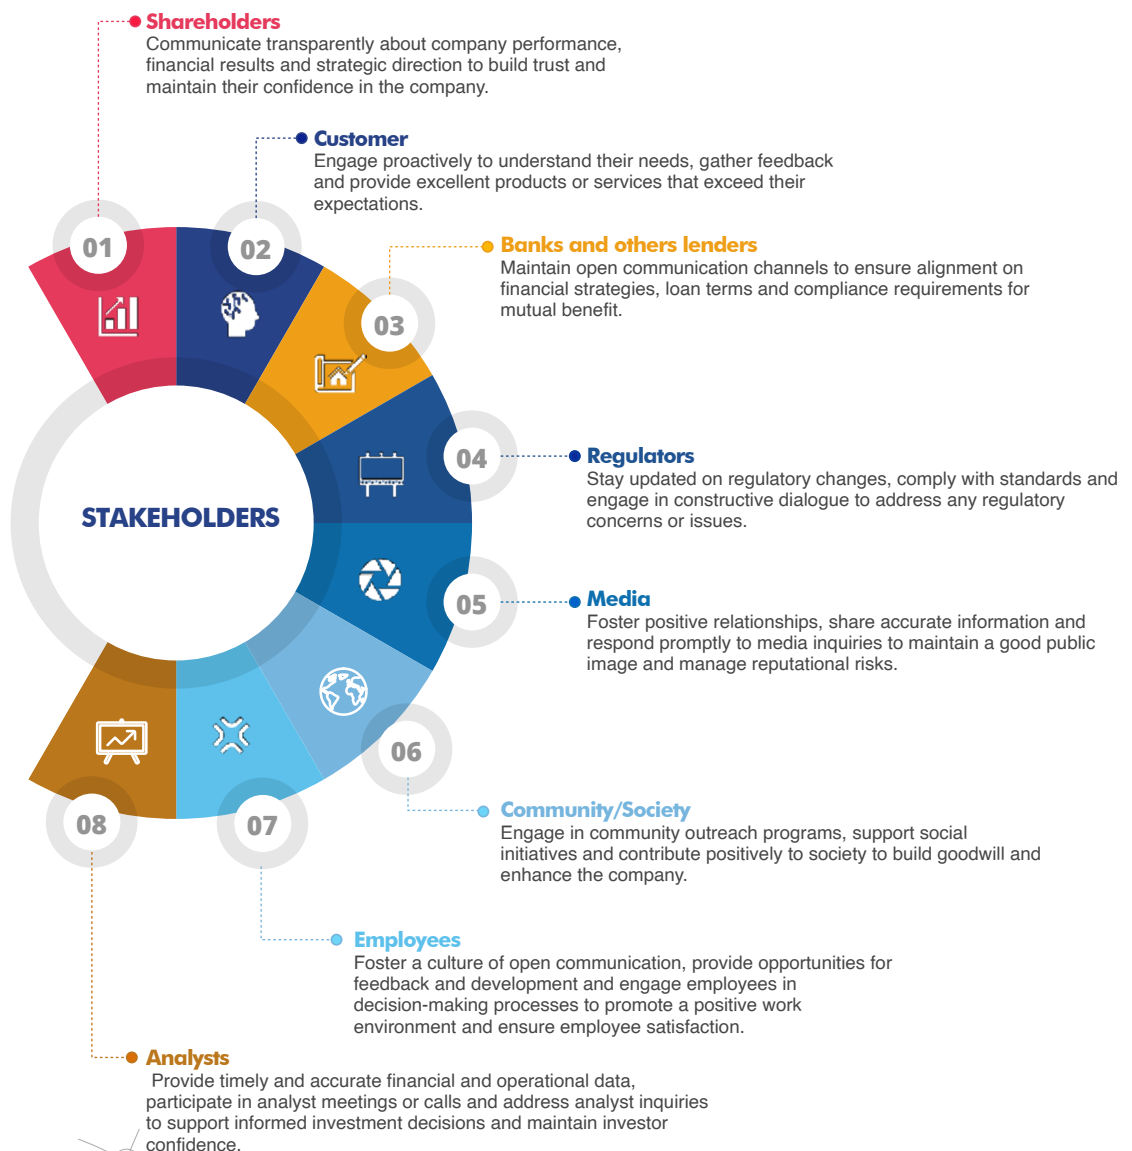 Shareholders
Communicate transparently about company performance,
financial results and strategic direction to build trust and
maintain their confidence in the company.
Customer
Engage proactively to understand their needs, gather feedback
and provide excellent products or services that exceed their
expectations.
01
02
Banks and others lenders
Maintain open communication channels to ensure alignment on
financial strategies, loan terms and compliance requirements for
mutual benefit.
03
04
Regulators
Stay updated on regulatory changes, comply with standards and
engage in constructive dialogue to address any regulatory
concerns or issues.
STAKEHOLDERS
05
Media
Foster positive relationships, share accurate information and
respond promptly to media inquiries to maintain a good public
image and manage reputational risks.
06
Community/Society
Engage in community outreach programs, support social
initiatives and contribute positively to society to build goodwill and
enhance the company.
07
08
Employees
Foster a culture of open communication, provide opportunities for
feedback and development and engage employees in
decision-making processes to promote a positive work
environment and ensure employee satisfaction.
Analysts
Provide timely and accurate financial and operational data,
participate in analyst meetings or calls and address analyst inquiries
to support informed investment decisions and maintain investor
confidence.